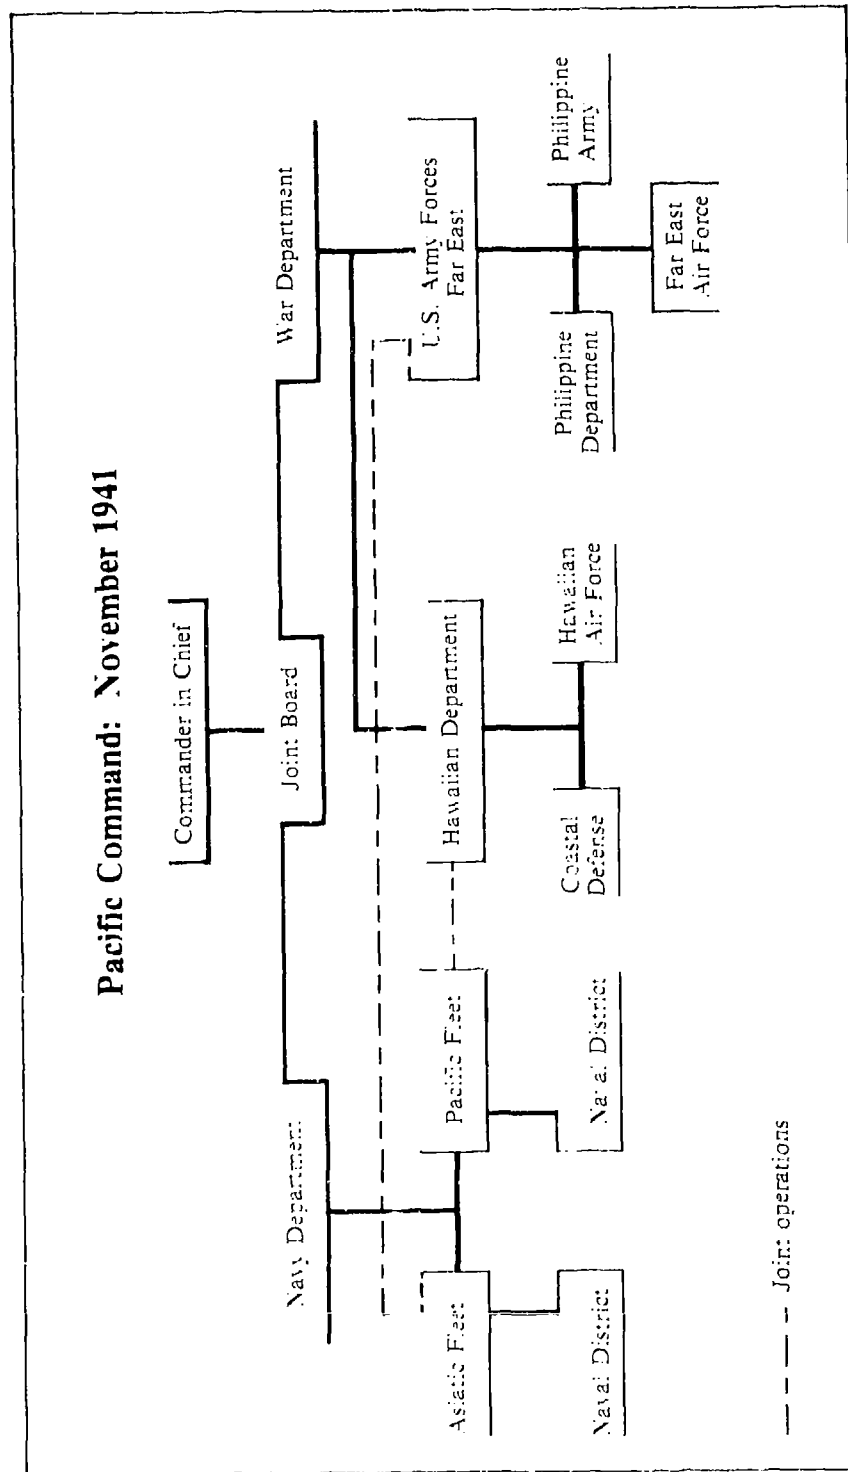 Pacific Command: November 1941
Commander in Chief
Joint Board
Navy Department
War Department
Asiatic Fleet
Pacific Fleet
Hawaiian Department
U.S. Army Forces
Far East
Naval District
Naval District
Coastal
Defense
Hawaiian
Air Force
Philippine
Department
Philippine
Army
Far East
Air Force
Joint operations